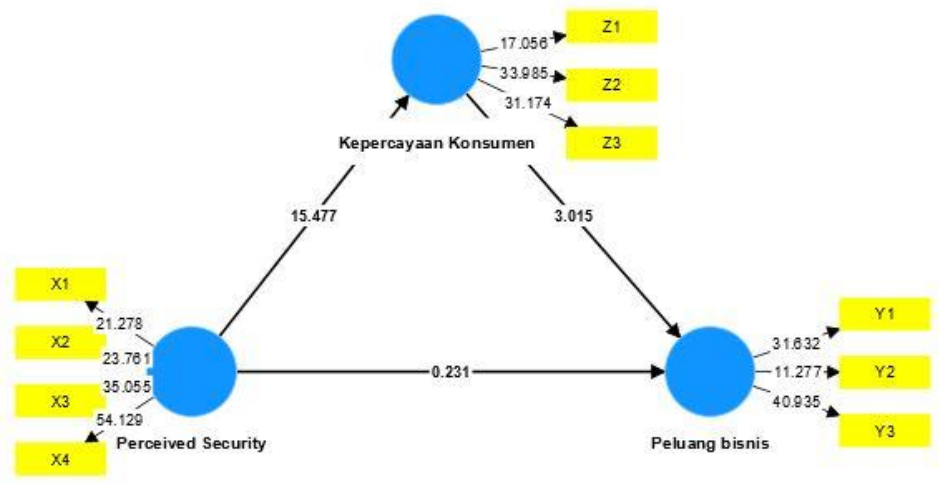 Z1
17.056
33.985
Z2
31.174
Z3
Kepercayaan Konsumen
15.477
3.015
X1
21.278
X2
23.761
35.055
X3
54.129
X4
Perceived Security
0.231
Y1
31.632
11.277
Y2
40.935
Y3
Peluang bisnis